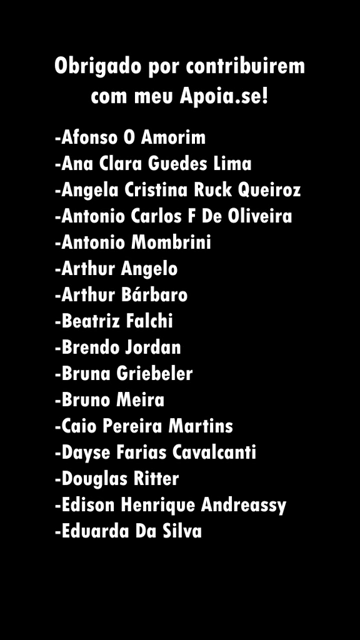 Obrigado por contribuirem
com meu Apoia.se!
-Afonso O Amorim
-Ana Clara Guedes Lima
-Angela Cristina Ruck Queiroz
-Antonio Carlos F De Oliveira
-Antonio Mombrini
-Arthur Angelo
-Arthur Bárbaro
-Beatriz Falchi
-Brendo Jordan
-Bruna Griebeler
-Bruno Meira
-Caio Pereira Martins
-Dayse Farias Cavalcanti
-Douglas Ritter
-Edison Henrique Andreassy
-Eduarda Da Silva